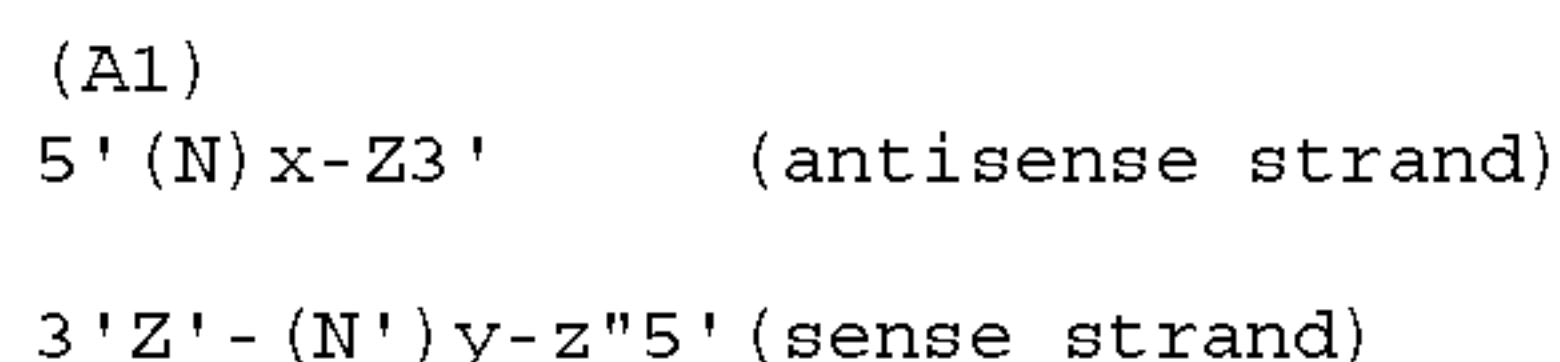 (A1)
5'(N)x-Z3' (antisense strand)
3'Z'-(N')y-z"5'(sense strand)